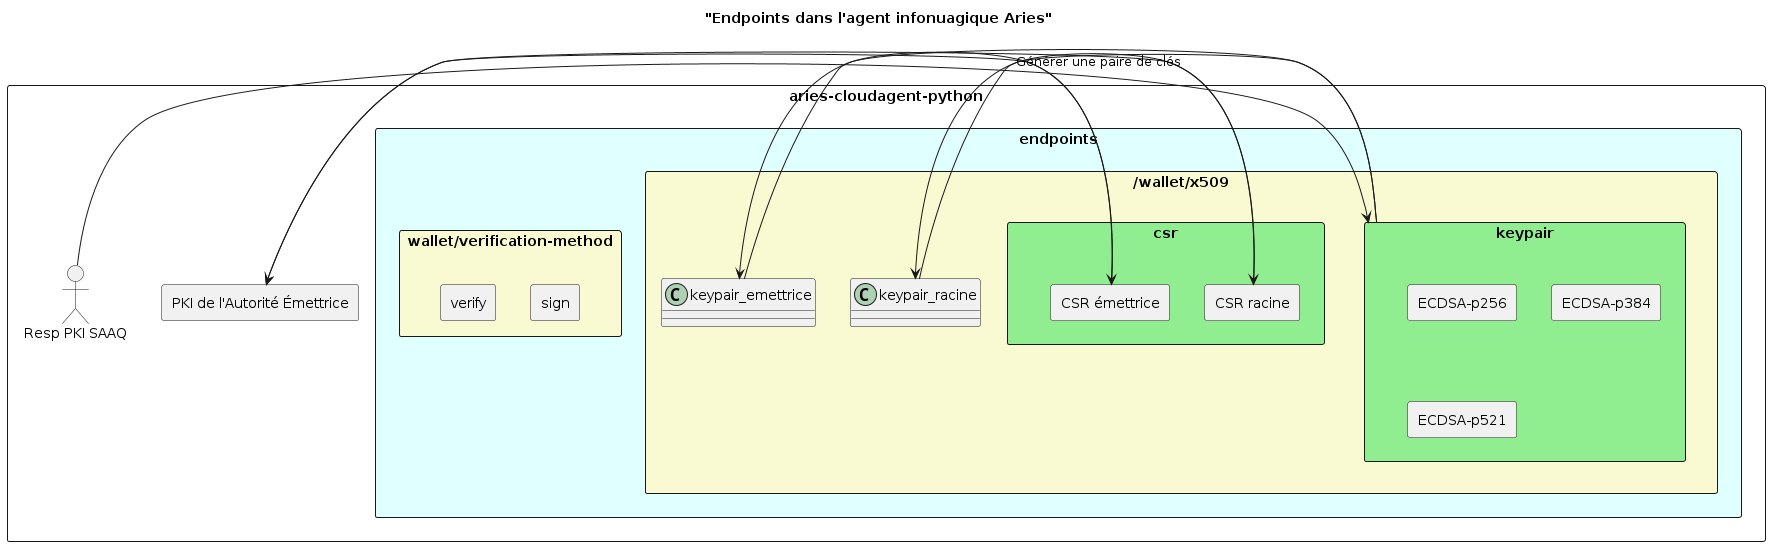 "Endpoints dans l'agent infonuagique Aries"
Générer une paire de clés
aries-cloudagent-python
endpoints
/wallet/x509
wallet/verification-method
csr
keypair
Resp PKI SAAQ
PKI de l'Autorité Émettrice
verify
sign
C keypair_emettrice
C keypair_racine
CSR émettrice
CSR racine
ECDSA-p256
ECDSA-p384
ECDSA-p521